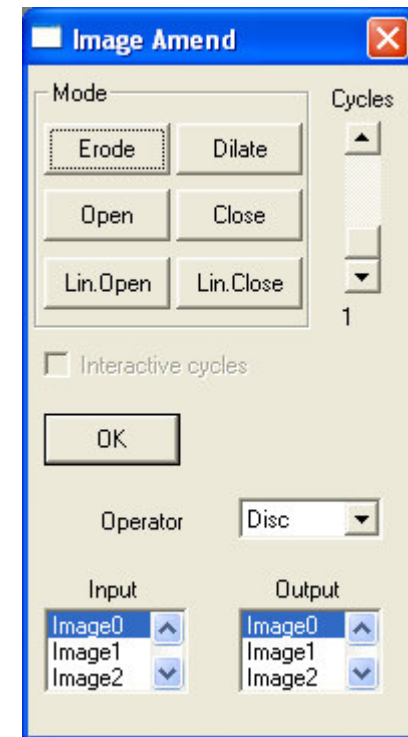 Image Amend
Mode
Cycles
Erode Dilate
Open Close
Lin.Open Lin.Close
1
Interactive cycles
OK
Operator Disc
Input Output
Image0 Image0
Image1 Image1
Image2 Image2